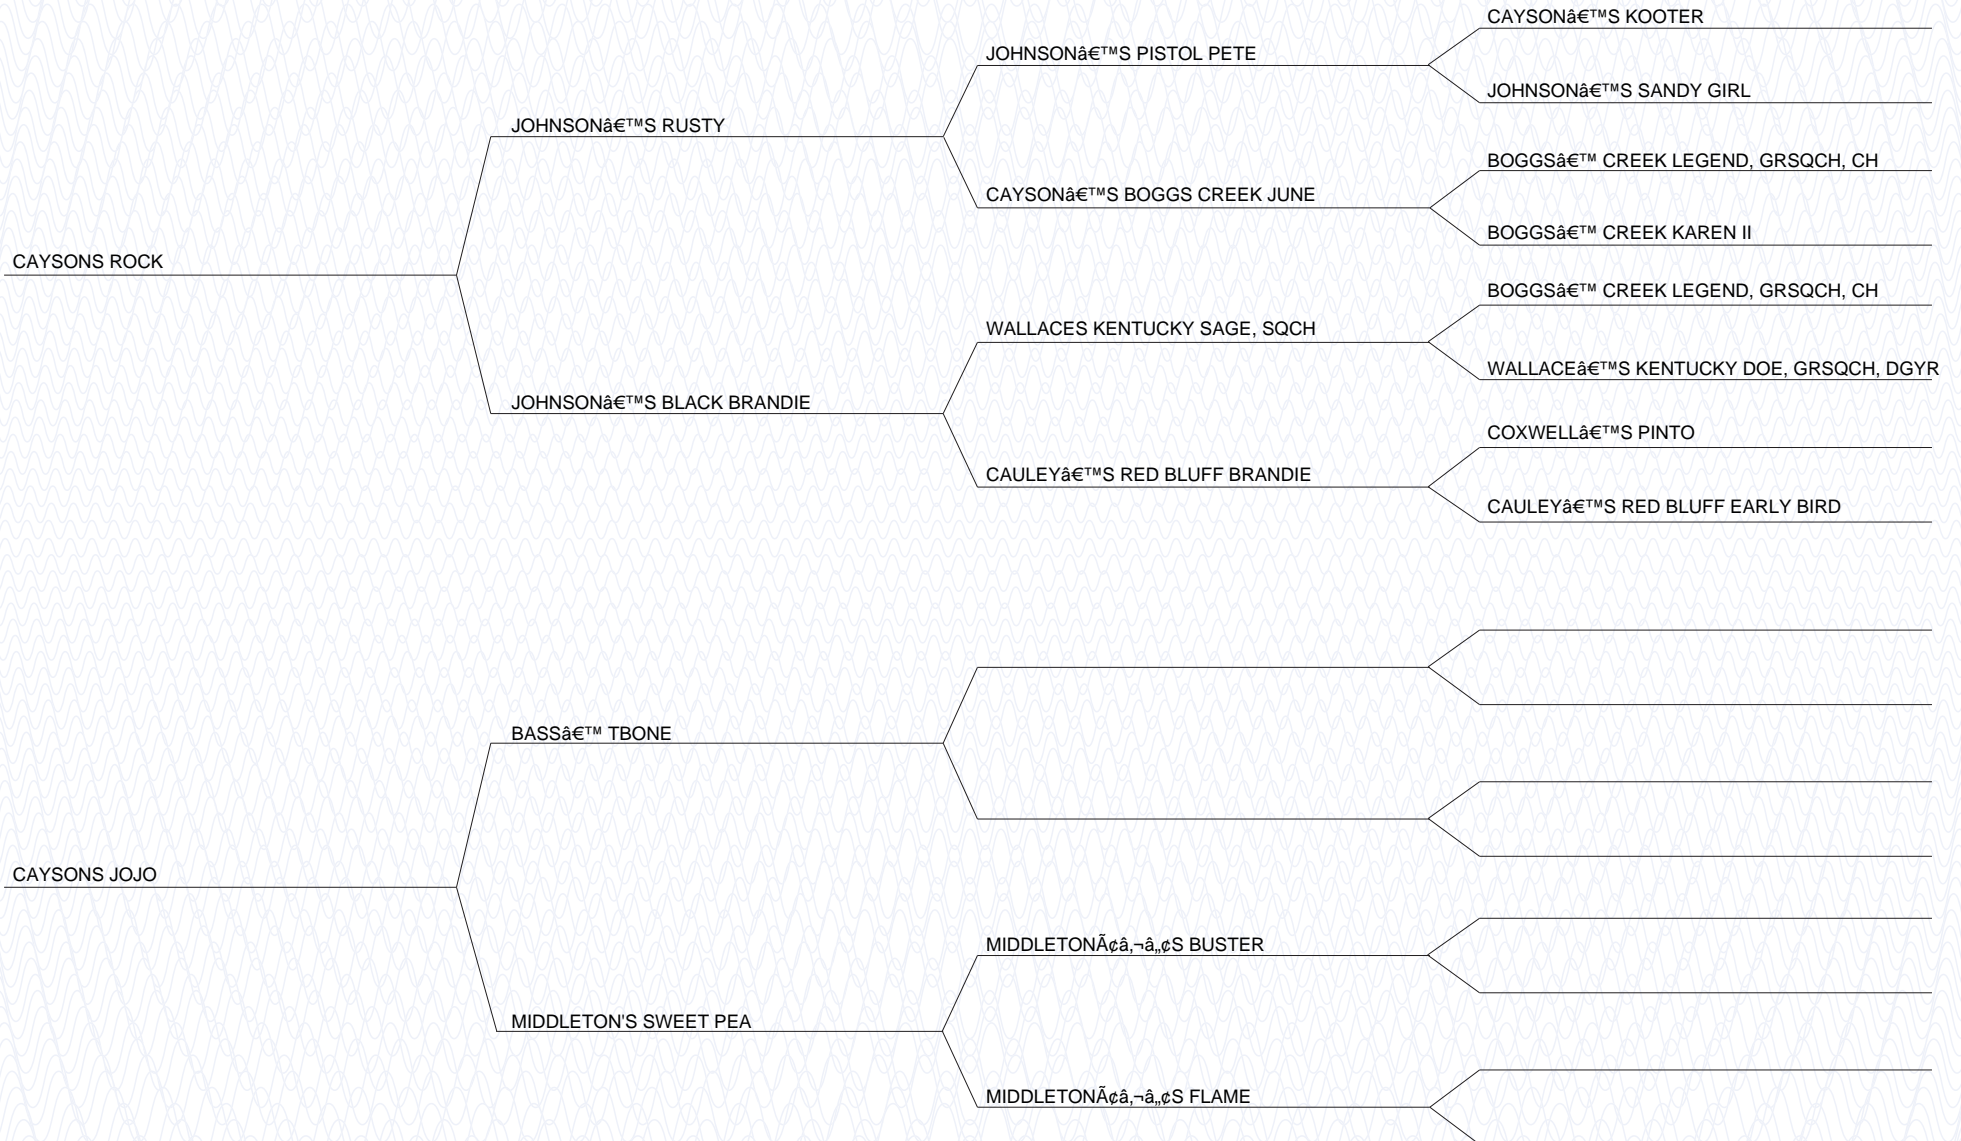 CAYSONâ€™S KOOTER
JOHNSONâ€™S PISTOL PETE
JOHNSONâ€™S SANDY GIRL
JOHNSONâ€™S RUSTY
BOGGSâ€™ CREEK LEGEND, GRSQCH, CH
CAYSONâ€™S BOGGS CREEK JUNE
BOGGSâ€™ CREEK KAREN II
CAYSONS ROCK
BOGGSâ€™ CREEK LEGEND, GRSQCH, CH
WALLACES KENTUCKY SAGE, SQCH
WALLACEâ€™S KENTUCKY DOE, GRSQCH, DGYR
JOHNSONâ€™S BLACK BRANDIE
COXWELLâ€™S PINTO
CAULEYâ€™S RED BLUFF BRANDIE
CAULEYâ€™S RED BLUFF EARLY BIRD
BASSâ€™ TBONE
CAYSONS JOJO
MIDDLETONÃ¢â‚¬â„¢S BUSTER
MIDDLETON'S SWEET PEA
MIDDLETONÃ¢â‚¬â„¢S FLAME